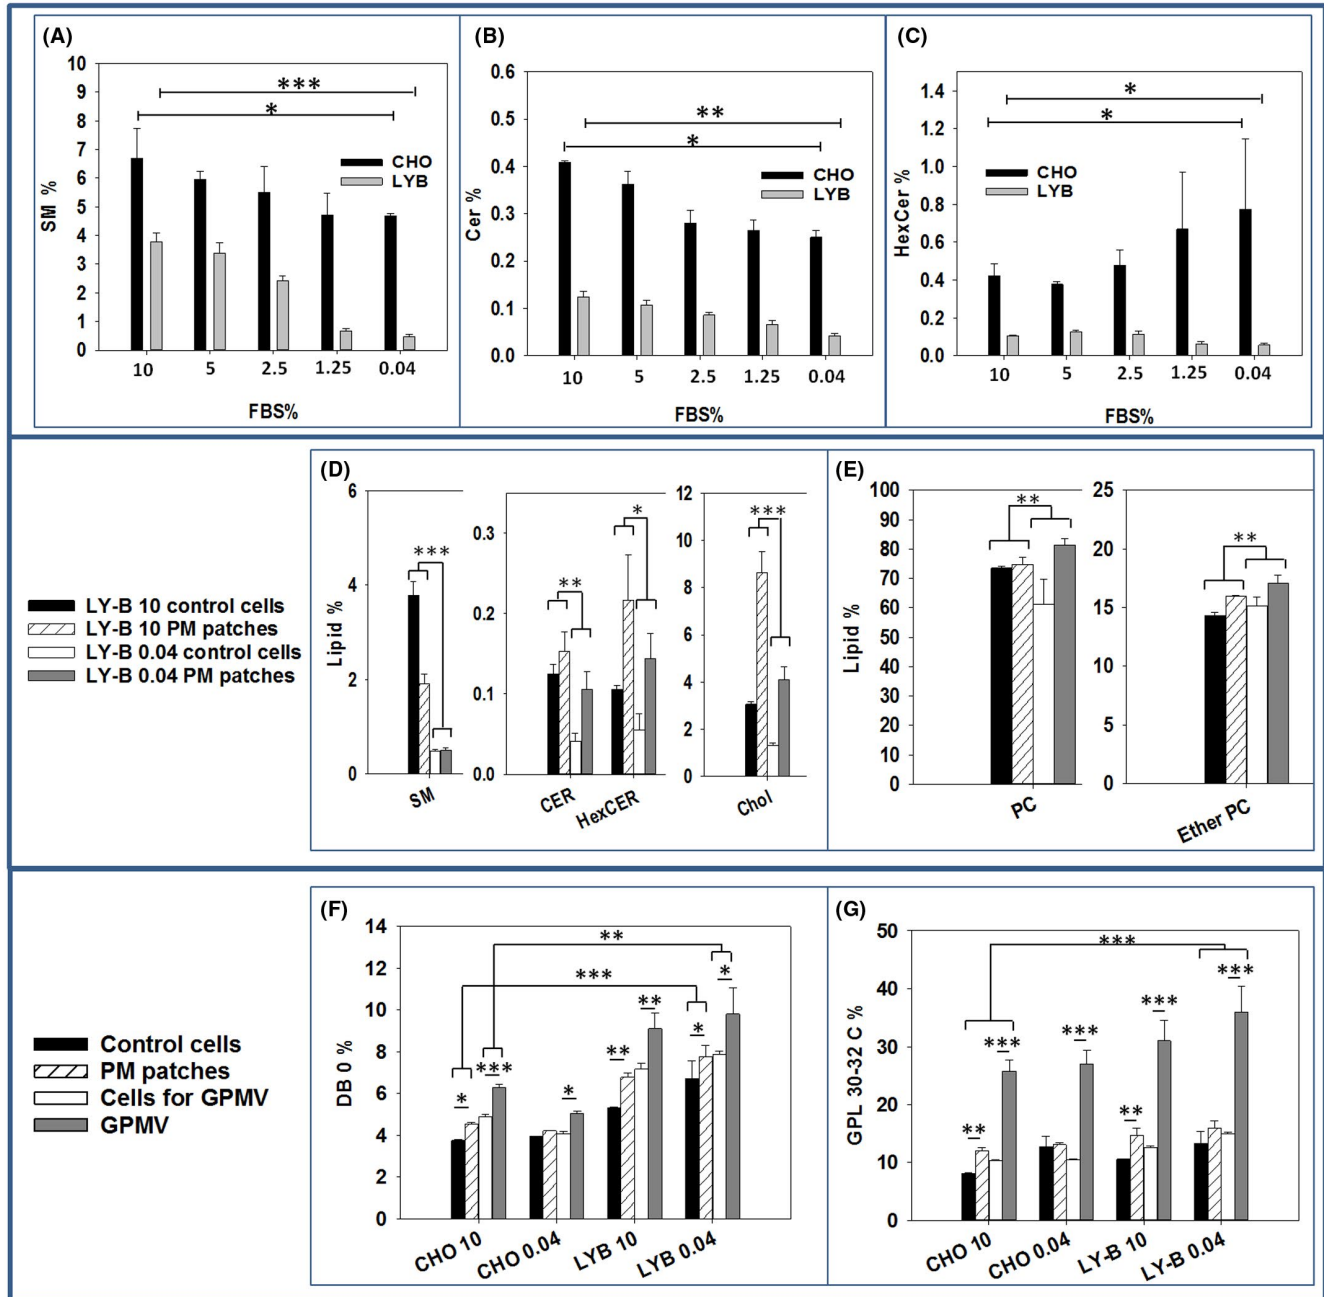 (A)
SM %
10
9
8
7
6
5
4
3
2
1
0
***
*
CHO
LYB
10 5 2.5 1.25 0.04
FBS%
(B)
Cer %
0.6
0.5
0.4
0.3
0.2
0.1
0.0
**
*
CHO
LYB
10 5 2.5 1.25 0.04
FBS%
(C)
HexCer %
1.4
1.2
1.0
0.8
0.6
0.4
0.2
0.0
*
*
CHO
LYB
10 5 2.5 1.25 0.04
FBS%
LY-B 10 control cells
LY-B 10 PM patches
LY-B 0.04 control cells
LY-B 0.04 PM patches
(D)
Lipid %
6
4
2
0
***
SM
0.3
0.2
0.1
0.0
**
*
CER
HexCER
12
10
8
6
4
2
0
***
Chol
(E)
Lipid %
100
90
80
70
60
50
40
30
20
10
0
**
PC
25
20
15
10
5
0
**
Ether PC
Control cells
PM patches
Cells for GPMV
GPMV
(F)
DB 0 %
14
12
10
8
6
4
2
0
**
***
*
***
*
**
**
*
*
CHO 10
CHO 0.04
LYB 10
LYB 0.04
(G)
GPL 30-32 C %
50
40
30
20
10
0
***
**
***
***
**
***
***
CHO 10
CHO 0.04
LY-B 10
LY-B 0.04